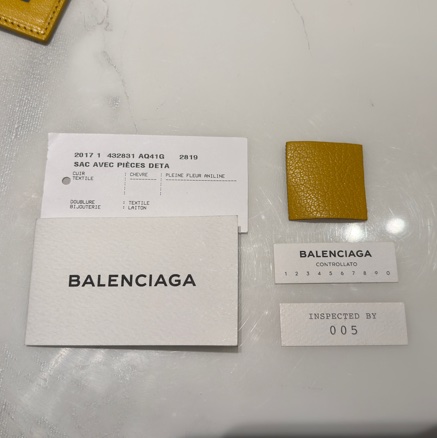 2017 1 432831 AQ41G 2819
SAC AVEC PIÈCES DETA
CUIR : CHEVRE : PLEINE FLEUR ANILINE
TEXTILE
DOUBLURE : TEXTILE
BIJOUTERIE : LAITON
BALENCIAGA
BALENCIAGA
CONTROLLATO
1 2 3 4 5 6 7 8 9 0
INSPECTED BY
005